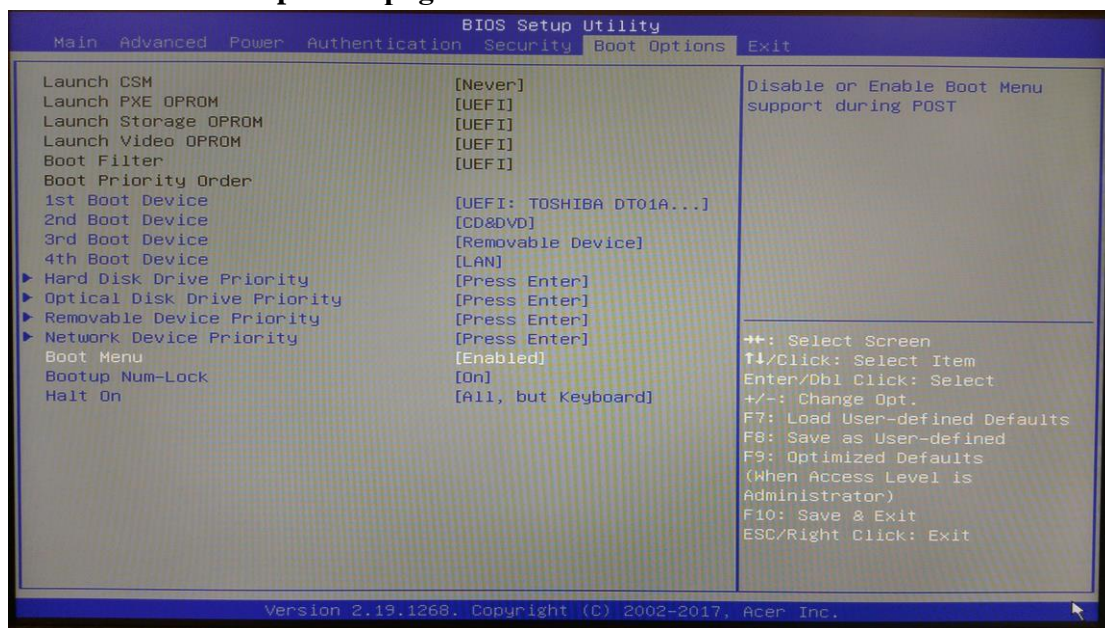 BIOS Setup Utility
Main Advanced Power Authentication Security Boot Options Exit
Launch CSM [Never]
Launch PXE OPROM [UEFI]
Launch Storage OPROM [UEFI]
Launch Video OPROM [UEFI]
Boot Filter [UEFI]
Boot Priority Order
1st Boot Device [UEFI: TOSHIBA DT01A...]
2nd Boot Device [CD&DVD]
3rd Boot Device [Removable Device]
4th Boot Device [LAN]
▶ Hard Disk Drive Priority [Press Enter]
▶ Optical Disk Drive Priority [Press Enter]
▶ Removable Device Priority [Press Enter]
▶ Network Device Priority [Press Enter]
Boot Menu [Enabled]
Bootup Num-Lock [On]
Halt On [All, but Keyboard]
Disable or Enable Boot Menu
support during POST
→←: Select Screen
↑↓/Click: Select Item
Enter/Dbl Click: Select
+/-: Change Opt.
F7: Load User-defined Defaults
F8: Save as User-defined
F9: Optimized Defaults
(When Access Level is
Administrator)
F10: Save & Exit
ESC/Right Click: Exit
Version 2.19.1268. Copyright (C) 2002-2017, Acer Inc.